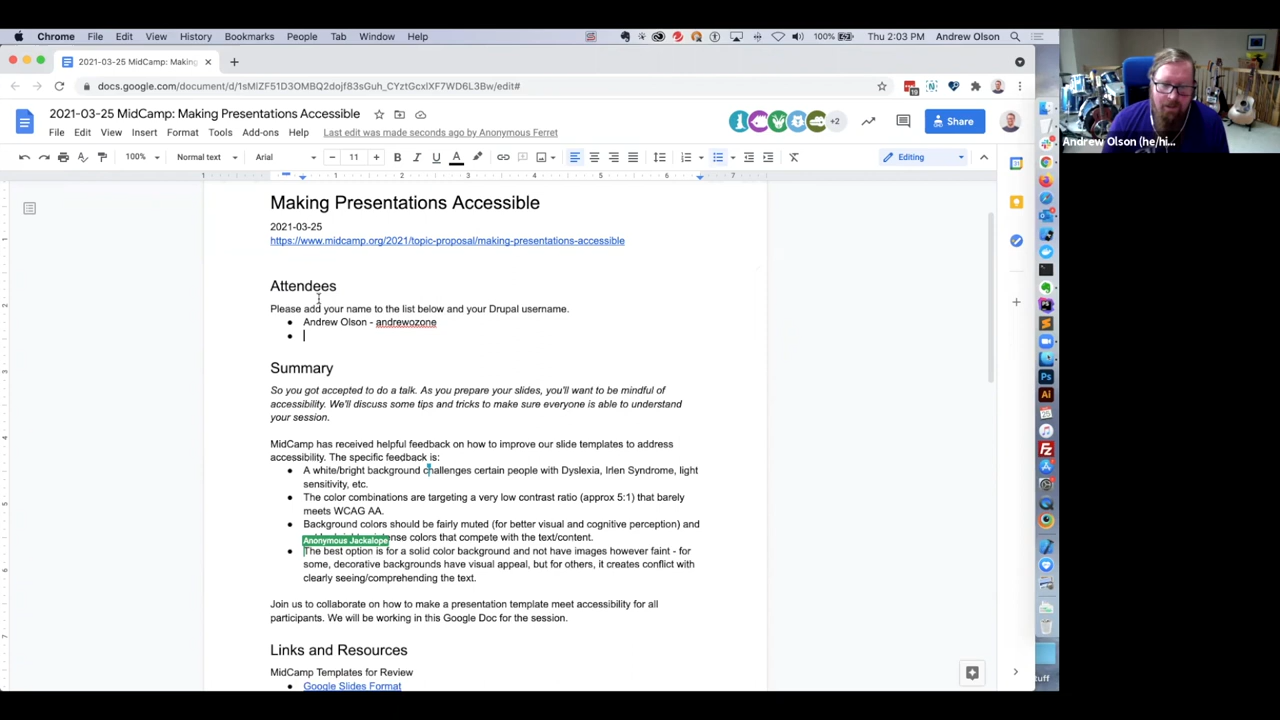 Chrome File Edit View History Bookmarks People Tab Window Help 100% Thu 2:03 PM Andrew Olson
2021-03-25 MidCamp: Making
docs.google.com/document/d/1sMlZF51D3OMBQ2dojf83sGuh_CYztGcxlXF7WD6L3Bw/edit#
2021-03-25 MidCamp: Making Presentations Accessible
File Edit View Insert Format Tools Add-ons Help Last edit was made seconds ago by Anonymous Ferret
+2
Share
100% Normal text Arial 11 B I U A Editing
1 1 2 3 4 5 6 7
Making Presentations Accessible
2021-03-25
https://www.midcamp.org/2021/topic-proposal/making-presentations-accessible
Attendees
Please add your name to the list below and your Drupal username.
● Andrew Olson - andrewozone
●
Summary
So you got accepted to do a talk. As you prepare your slides, you'll want to be mindful of
accessibility. We'll discuss some tips and tricks to make sure everyone is able to understand
your session.
MidCamp has received helpful feedback on how to improve our slide templates to address
accessibility. The specific feedback is:
● A white/bright background challenges certain people with Dyslexia, Irlen Syndrome, light
sensitivity, etc.
● The color combinations are targeting a very low contrast ratio (approx 5:1) that barely
meets WCAG AA.
● Background colors should be fairly muted (for better visual and cognitive perception) and
colors that compete with the text/content.
Anonymous Jackalope
● The best option is for a solid color background and not have images however faint - for
some, decorative backgrounds have visual appeal, but for others, it creates conflict with
clearly seeing/comprehending the text.
Join us to collaborate on how to make a presentation template meet accessibility for all
participants. We will be working in this Google Doc for the session.
Links and Resources
MidCamp Templates for Review
● Google Slides Format
Andrew Olson (he/hi...
Ps
Ai
Fz
tuff